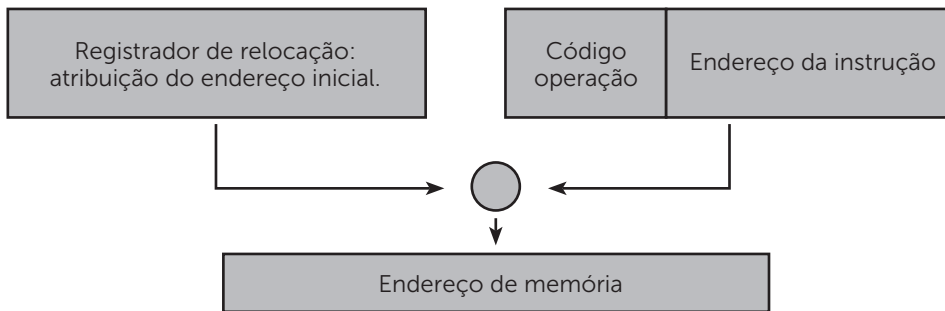 Registrador de relocação:
atribuição do endereço inicial.
Código
operação
Endereço da instrução
Endereço de memória